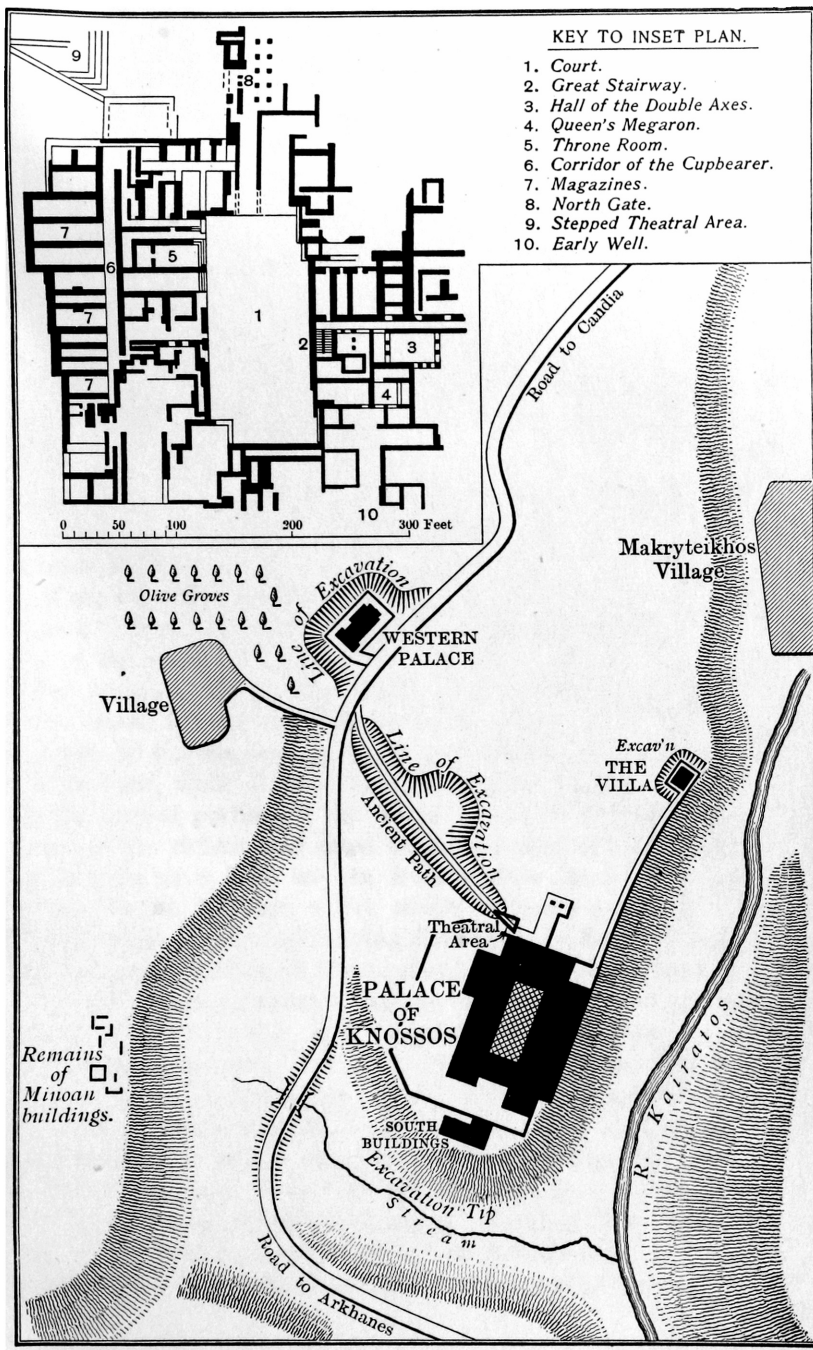 KEY TO INSET PLAN.
1. Court.
2. Great Stairway.
3. Hall of the Double Axes.
4. Queen's Megaron.
5. Throne Room.
6. Corridor of the Cupbearer.
7. Magazines.
8. North Gate.
9. Stepped Theatral Area.
10. Early Well.
9
8
7
5
6
1
7
2
3
7
4
10
0 50 100 200 300 Feet
Road to Candia
Makryteikhos
Village
Olive Groves
Line of Excavation
WESTERN
PALACE
Village
Line of Excavation
Ancient Path
Excav'n
THE
VILLA
Theatral
Area
PALACE
OF
KNOSSOS
Remains
of
Minoan
buildings.
SOUTH
BUILDINGS
R. Kairatos
Excavation Tip
Stream
Road to Arkhanes